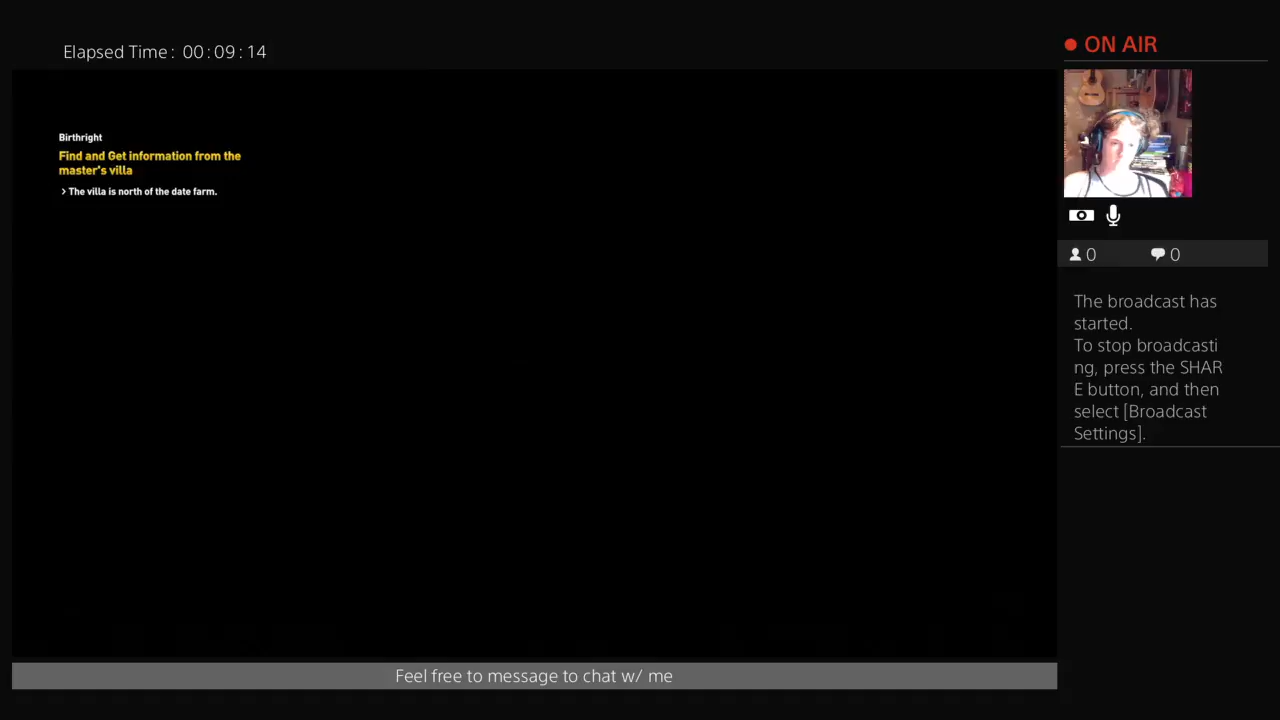 Elapsed Time: 00:09:14
ON AIR
Birthright
Find and Get information from the
master's villa
> The villa is north of the date farm.
0 0
The broadcast has
started.
To stop broadcasti
ng, press the SHAR
E button, and then
select [Broadcast
Settings].
Feel free to message to chat w/ me